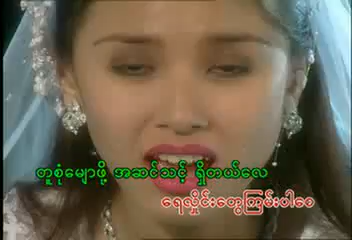 တူစုံမျောဖို့ အဆင်သင့် ရှိတယ်လေ
ရေလှိုင်းတွေကြင်းပါစေ